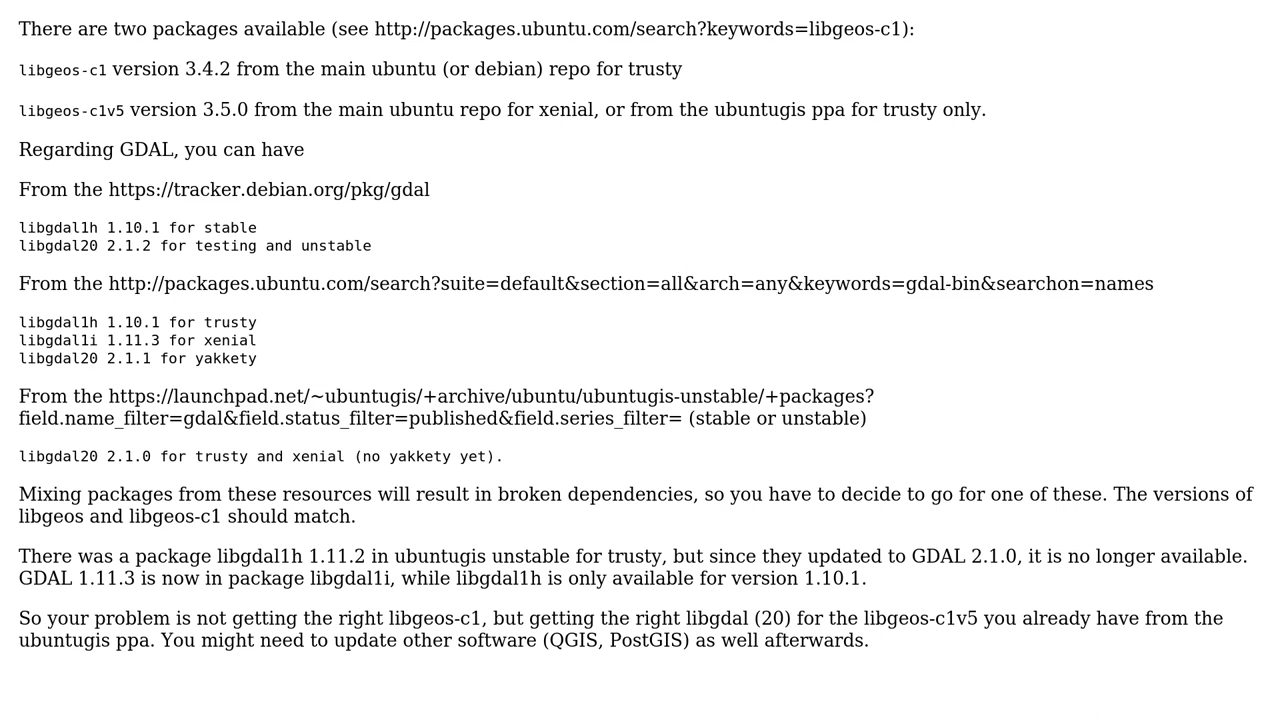 There are two packages available (see http://packages.ubuntu.com/search?keywords=libgeos-c1):
libgeos-c1 version 3.4.2 from the main ubuntu (or debian) repo for trusty
libgeos-c1v5 version 3.5.0 from the main ubuntu repo for xenial, or from the ubuntugis ppa for trusty only.
Regarding GDAL, you can have
From the https://tracker.debian.org/pkg/gdal
libgdal1h 1.10.1 for stable
libgdal20 2.1.2 for testing and unstable
From the http://packages.ubuntu.com/search?suite=default&section=all&arch=any&keywords=gdal-bin&searchon=names
libgdal1h 1.10.1 for trusty
libgdal1i 1.11.3 for xenial
libgdal20 2.1.1 for yakkety
From the https://launchpad.net/~ubuntugis/+archive/ubuntu/ubuntugis-unstable/+packages?
field.name_filter=gdal&field.status_filter=published&field.series_filter= (stable or unstable)
libgdal20 2.1.0 for trusty and xenial (no yakkety yet).
Mixing packages from these resources will result in broken dependencies, so you have to decide to go for one of these. The versions of
libgeos and libgeos-c1 should match.
There was a package libgdal1h 1.11.2 in ubuntugis unstable for trusty, but since they updated to GDAL 2.1.0, it is no longer available.
GDAL 1.11.3 is now in package libgdal1i, while libgdal1h is only available for version 1.10.1.
So your problem is not getting the right libgeos-c1, but getting the right libgdal (20) for the libgeos-c1v5 you already have from the
ubuntugis ppa. You might need to update other software (QGIS, PostGIS) as well afterwards.